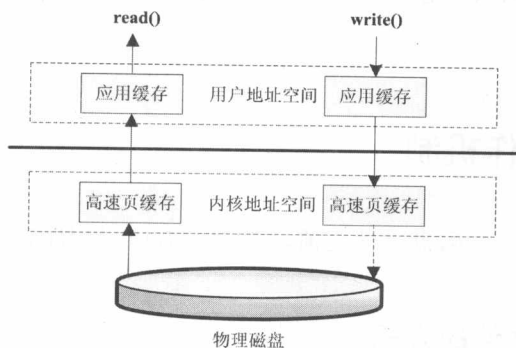 read() write()
应用缓存 用户地址空间 应用缓存
高速页缓存 内核地址空间 高速页缓存
物理磁盘